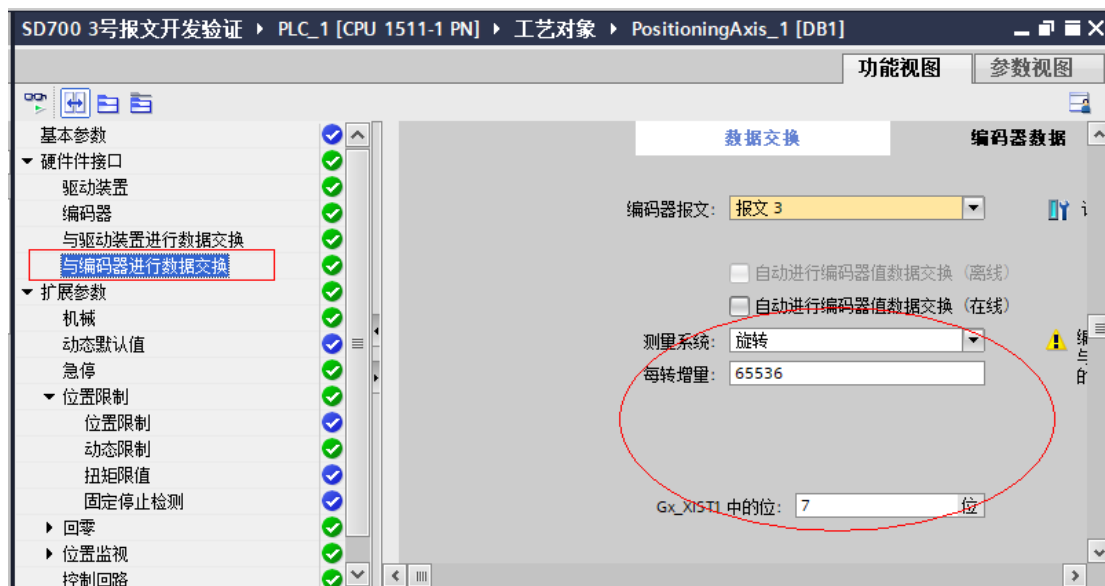 SD700 3号报文开发验证 ▸ PLC_1 [CPU 1511-1 PN] ▸ 工艺对象 ▸ PositioningAxis_1 [DB1]
功能视图 参数视图
基本参数
硬件件接口
驱动装置
编码器
与驱动装置进行数据交换
与编码器进行数据交换
扩展参数
机械
动态默认值
急停
位置限制
位置限制
动态限制
扭矩限值
固定停止检测
回零
位置监视
控制回路
数据交换 编码器数据
编码器报文: 报文 3
自动进行编码器值数据交换 (离线)
自动进行编码器值数据交换 (在线)
测量系统: 旋转
每转增量: 65536
与
的
Gx_XIST1 中的位: 7 位